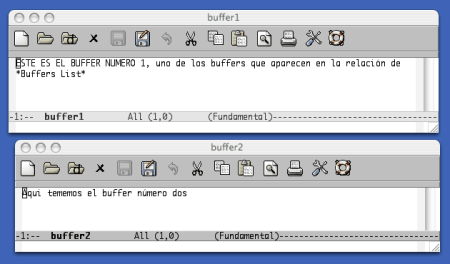 buffer1
ESTE ES EL BUFFER NUMERO 1, uno de los buffers que aparecen en la relación de
*Buffers List*
-1:-- buffer1 All (1,0) (Fundamental)--------------------------------
buffer2
Aqui tememos el buffer número dos
-1:-- buffer2 All (1,0) (Fundamental)--------------------------------